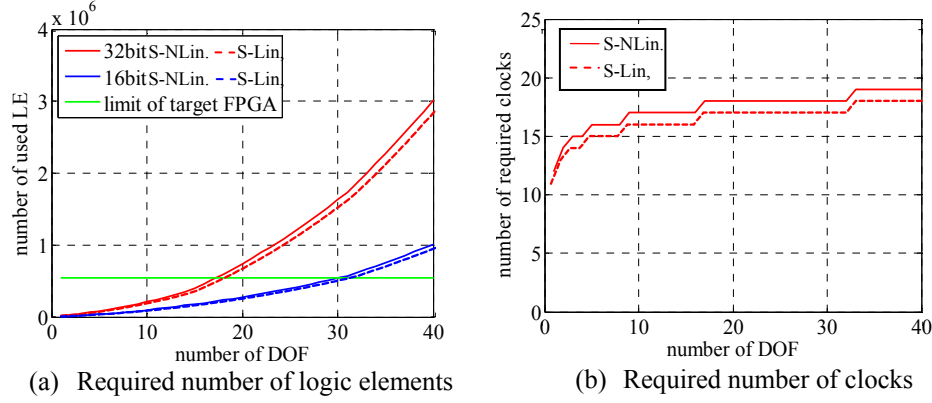 x 10^6
4
3
2
1
0
number of used LE
32bit S-NLin. S-Lin,
16bit S-NLin. S-Lin,
limit of target FPGA
0 10 20 30 40
number of DOF
(a) Required number of logic elements
25
20
15
10
5
0
number of required clocks
S-NLin.
S-Lin,
0 10 20 30 40
number of DOF
(b) Required number of clocks